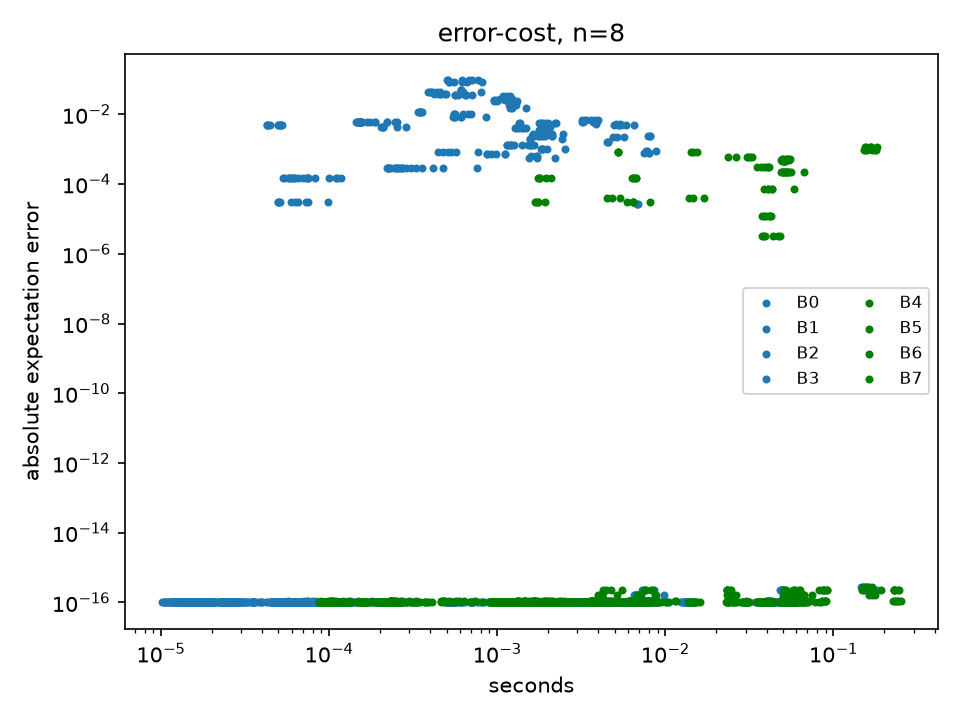 error-cost, n=8
absolute expectation error
10⁻²
10⁻⁴
10⁻⁶
10⁻⁸
10⁻¹⁰
10⁻¹²
10⁻¹⁴
10⁻¹⁶
B0 B4
B1 B5
B2 B6
B3 B7
10⁻⁵ 10⁻⁴ 10⁻³ 10⁻² 10⁻¹
seconds